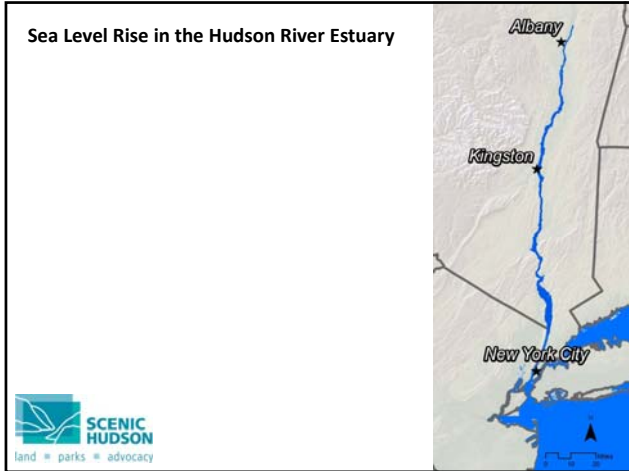 Sea Level Rise in the Hudson River Estuary
Albany
Kingston
New York City
SCENIC
HUDSON
land parks advocacy